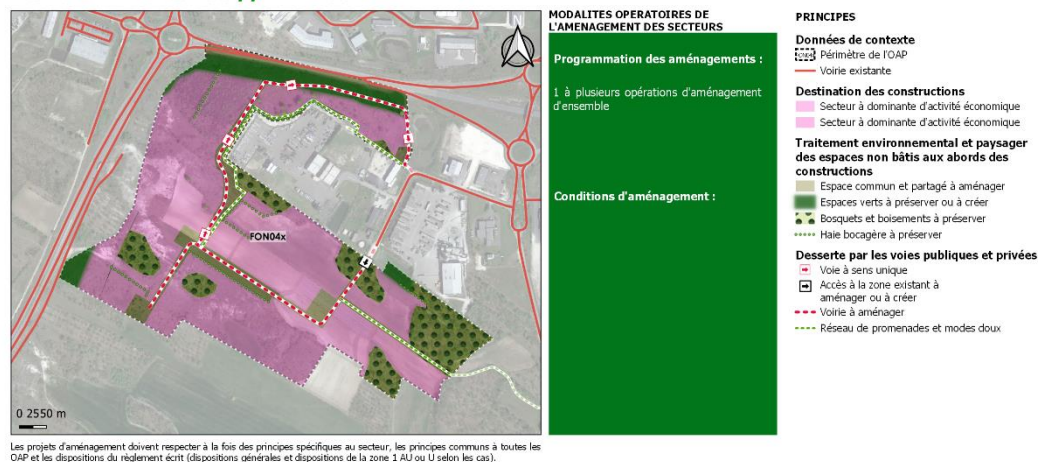 N
FON04x
0 2550 m
Les projets d'aménagement doivent respecter à la fois des principes spécifiques au secteur, les principes communs à toutes les
OAP et les dispositions du règlement écrit (dispositions générales et dispositions de la zone 1 AU ou U selon les cas).
MODALITES OPERATOIRES DE
L'AMENAGEMENT DES SECTEURS
Programmation des aménagements :
1 à plusieurs opérations d'aménagement
d'ensemble
Conditions d'aménagement :
PRINCIPES
Données de contexte
FON04 Périmètre de l'OAP
Voirie existante
Destination des constructions
Secteur à dominante d'activité économique
Secteur à dominante d'activité économique
Traitement environnemental et paysager
des espaces non bâtis aux abords des
constructions
Espace commun et partagé à aménager
Espaces verts à préserver ou à créer
Bosquets et boisements à préserver
Haie bocagère à préserver
Desserte par les voies publiques et privées
Voie à sens unique
Accès à la zone existant à
aménager ou à créer
Voirie à aménager
Réseau de promenades et modes doux